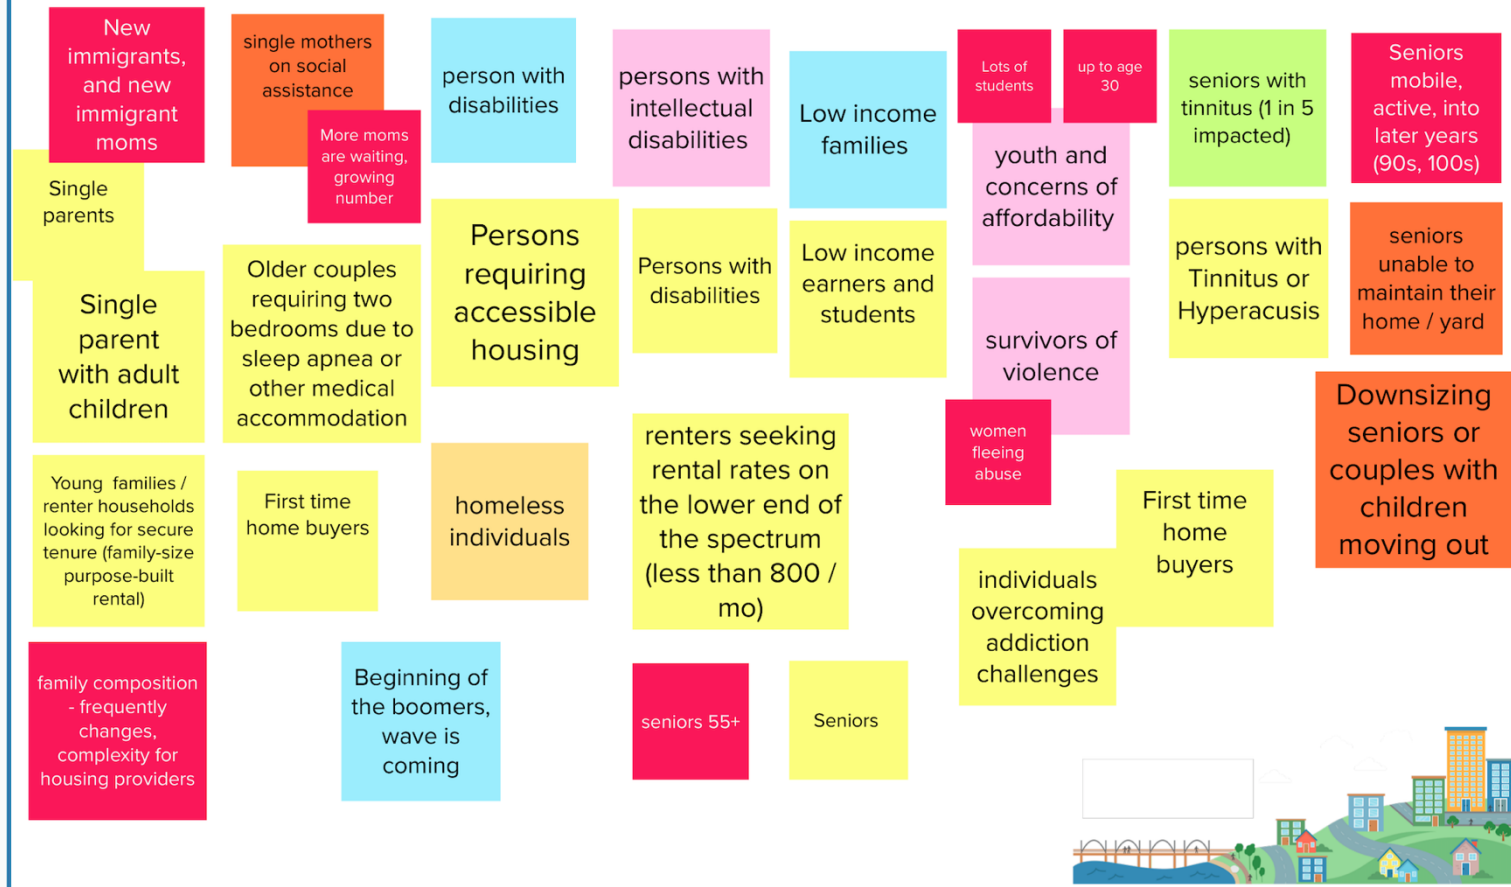 New
immigrants,
and new
immigrant
moms
single mothers
on social
assistance
More moms
are waiting,
growing
number
person with
disabilities
persons with
intellectual
disabilities
Low income
families
Lots of
students
up to age
30
youth and
concerns of
affordability
seniors with
tinnitus (1 in 5
impacted)
Seniors
mobile,
active, into
later years
(90s, 100s)
Single
parents
Single
parent
with adult
children
Older couples
requiring two
bedrooms due to
sleep apnea or
other medical
accommodation
Persons
requiring
accessible
housing
Persons with
disabilities
Low income
earners and
students
survivors of
violence
women
fleeing
abuse
persons with
Tinnitus or
Hyperacusis
seniors
unable to
maintain their
home / yard
Downsizing
seniors or
couples with
children
moving out
Young families /
renter households
looking for secure
tenure (family-size
purpose-built
rental)
First time
home buyers
homeless
individuals
renters seeking
rental rates on
the lower end of
the spectrum
(less than 800 /
mo)
individuals
overcoming
addiction
challenges
First time
home
buyers
family composition
- frequently
changes,
complexity for
housing providers
Beginning of
the boomers,
wave is
coming
seniors 55+
Seniors